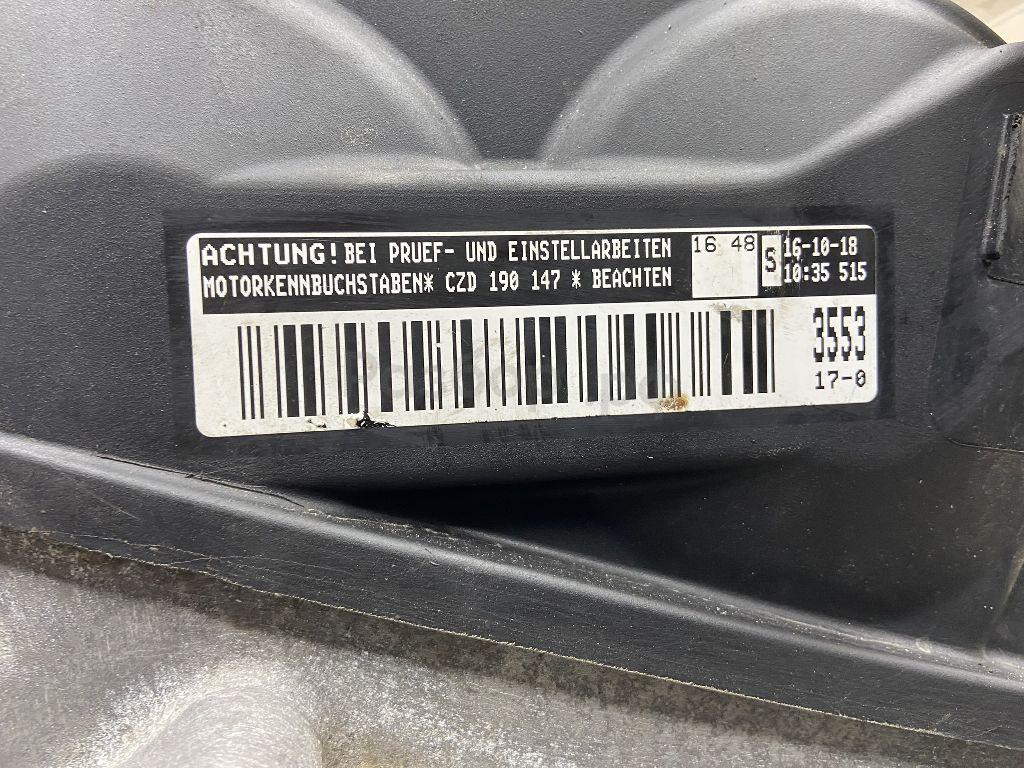 ACHTUNG! BEI PRUEF- UND EINSTELLARBEITEN
MOTORKENNBUCHSTABEN* CZD 190 147 * BEACHTEN
16 48
S
16-10-18
10:35 515
3553
17-0